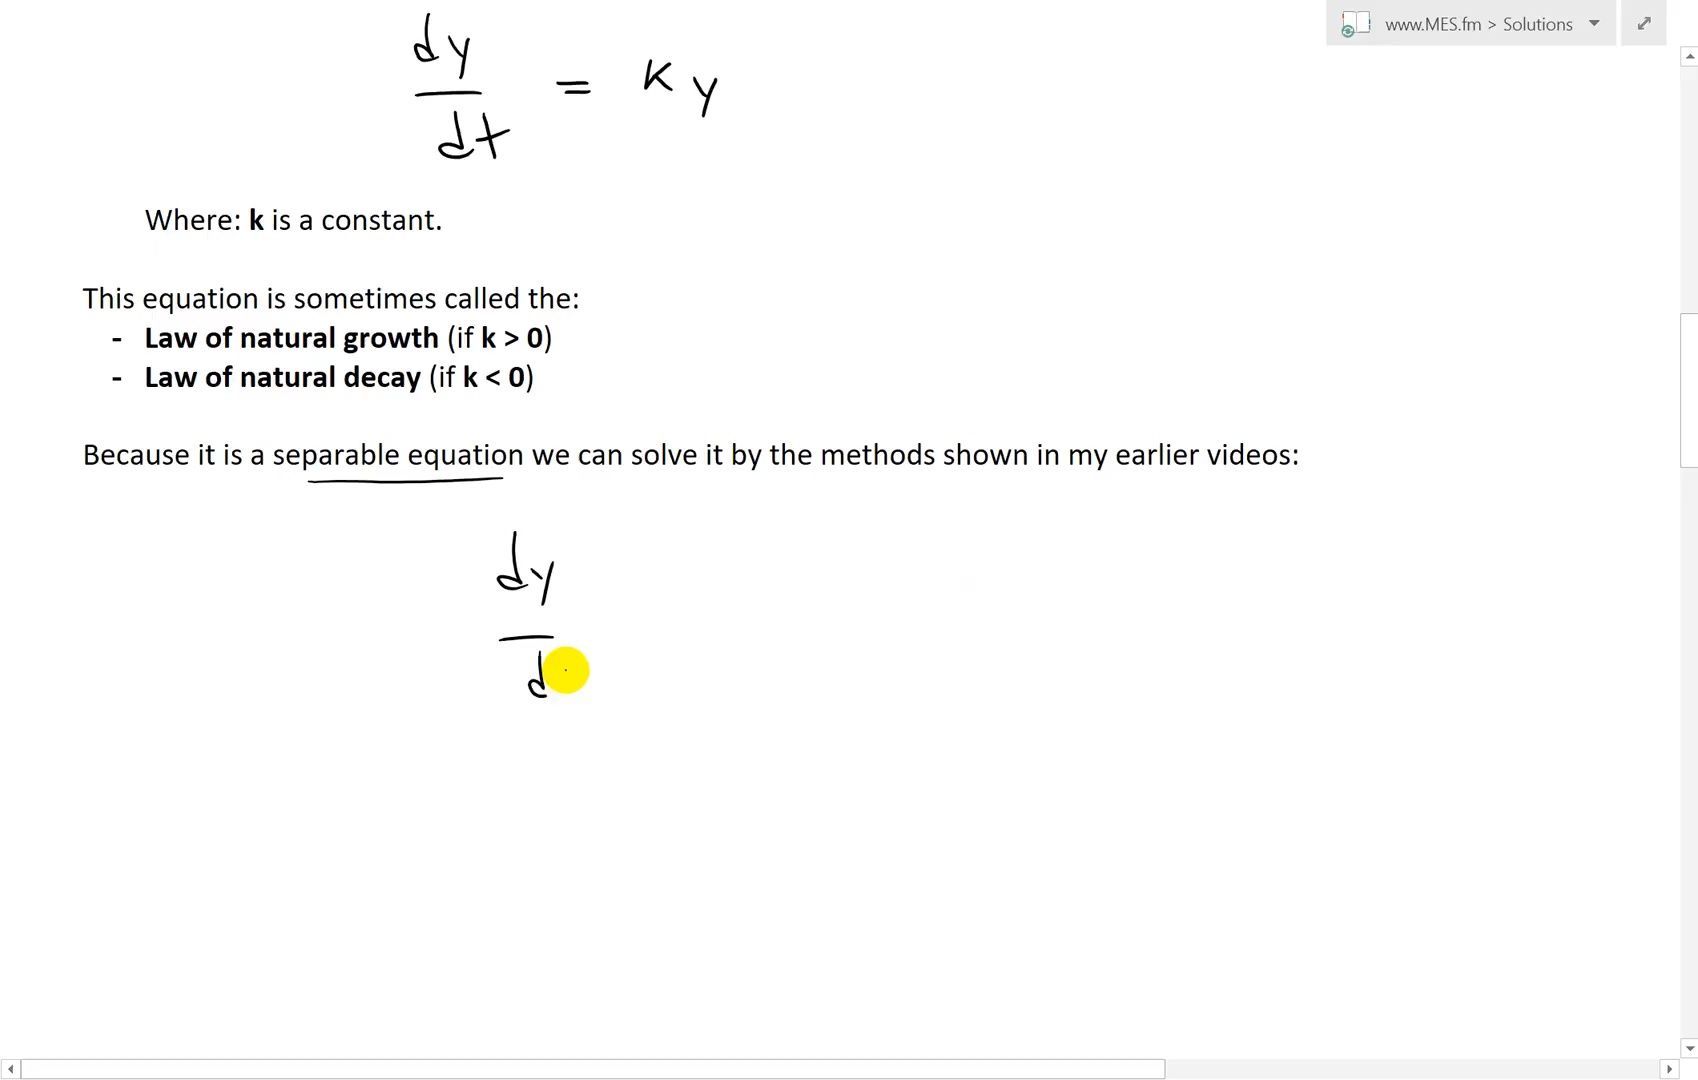 www.MES.fm > Solutions
dy
dt = ky
Where: k is a constant.
This equation is sometimes called the:
- Law of natural growth (if k > 0)
- Law of natural decay (if k < 0)
Because it is a separable equation we can solve it by the methods shown in my earlier videos:
dy
d